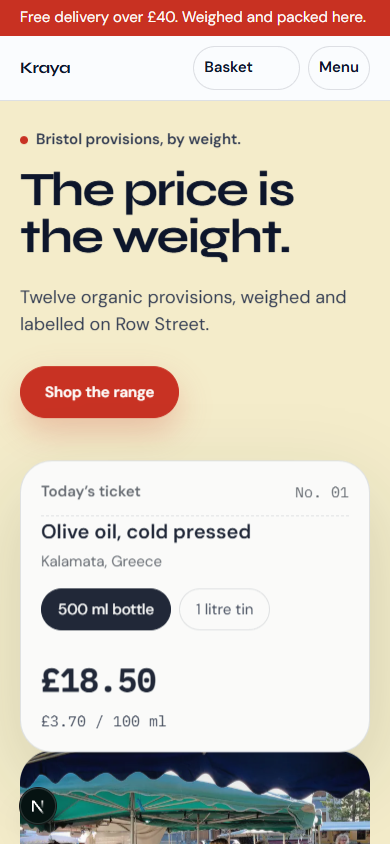 Free delivery over £40. Weighed and packed here.
Kraya
Basket
Menu
Bristol provisions, by weight.
The price is
the weight.
Twelve organic provisions, weighed and
labelled on Row Street.
Shop the range
Today's ticket
No. 01
Olive oil, cold pressed
Kalamata, Greece
500 ml bottle
1 litre tin
£18.50
£3.70 / 100 ml
N